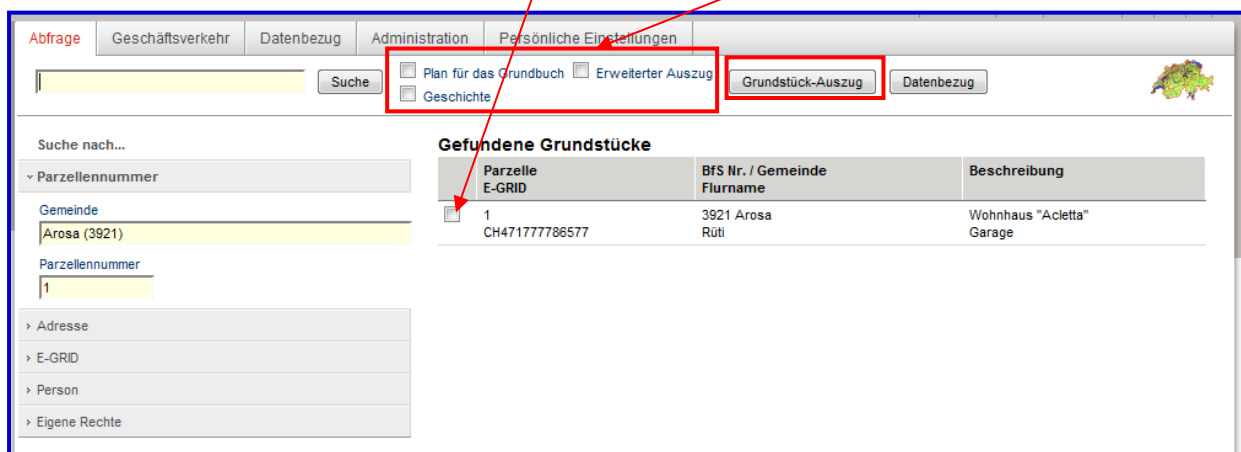 Abfrage Geschäftsverkehr Datenbezug Administration Persönliche Einstellungen
Suche Plan für das Grundbuch Erweiterter Auszug Grundstück-Auszug Datenbezug
Geschichte
Suche nach...
Parzellennummer
Gemeinde
Arosa (3921)
Parzellennummer
1
Adresse
E-GRID
Person
Eigene Rechte
Gefundene Grundstücke
Parzelle BfS Nr. / Gemeinde Beschreibung
E-GRID Flurname
1 3921 Arosa Wohnhaus "Acletta"
CH471777786577 Rüti Garage